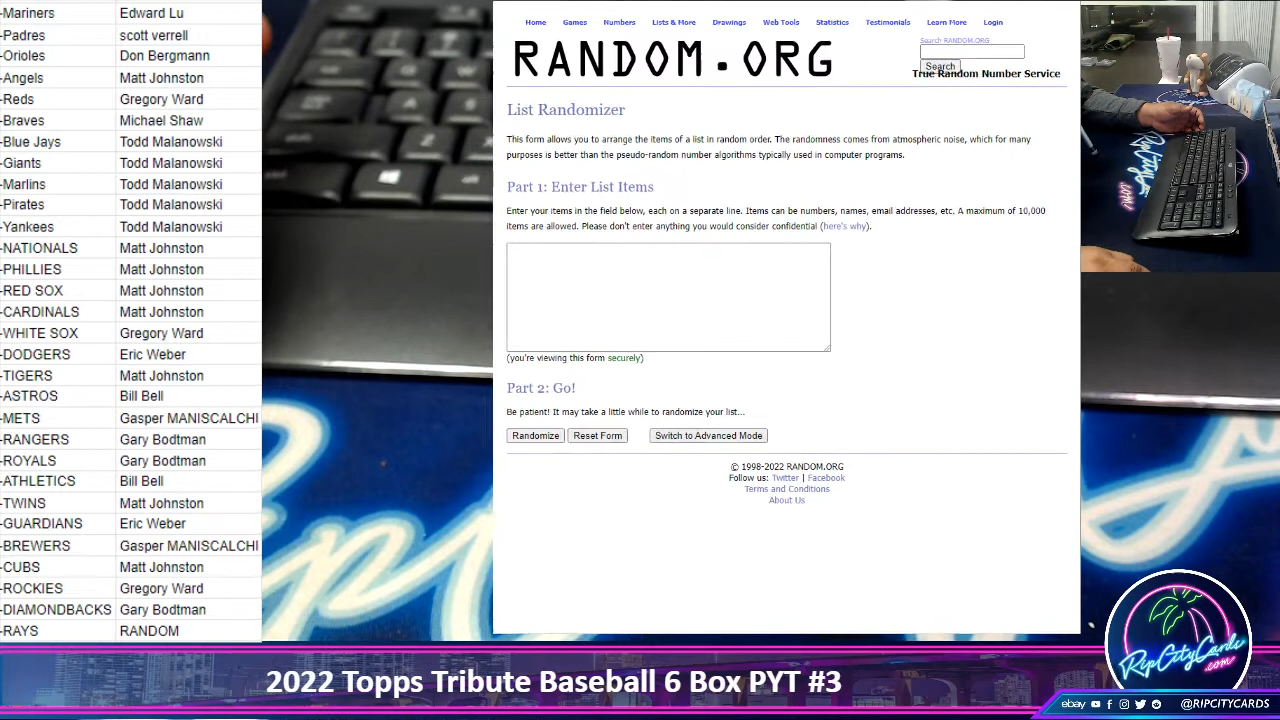 -Mariners Edward Lu
-Padres scott verrell
-Orioles Don Bergmann
-Angels Matt Johnston
-Reds Gregory Ward
-Braves Michael Shaw
-Blue Jays Todd Malanowski
-Giants Todd Malanowski
-Marlins Todd Malanowski
-Pirates Todd Malanowski
-Yankees Todd Malanowski
-NATIONALS Matt Johnston
-PHILLIES Matt Johnston
-RED SOX Matt Johnston
-CARDINALS Matt Johnston
-WHITE SOX Gregory Ward
-DODGERS Eric Weber
-TIGERS Matt Johnston
-ASTROS Bill Bell
-METS Gasper MANISCALCHI
-RANGERS Gary Bodtman
-ROYALS Gary Bodtman
-ATHLETICS Bill Bell
-TWINS Matt Johnston
-GUARDIANS Eric Weber
-BREWERS Gasper MANISCALCHI
-CUBS Matt Johnston
-ROCKIES Gregory Ward
-DIAMONDBACKS Gary Bodtman
-RAYS RANDOM
Home Games Numbers Lists & More Drawings Web Tools Statistics Testimonials Learn More Login
Search RANDOM.ORG
RANDOM.ORG
Search
True Random Number Service
List Randomizer
This form allows you to arrange the items of a list in random order. The randomness comes from atmospheric noise, which for many
purposes is better than the pseudo-random number algorithms typically used in computer programs.
Part 1: Enter List Items
Enter your items in the field below, each on a separate line. Items can be numbers, names, email addresses, etc. A maximum of 10,000
items are allowed. Please don't enter anything you would consider confidential (here's why).
(you're viewing this form securely)
Part 2: Go!
Be patient! It may take a little while to randomize your list...
Randomize Reset Form Switch to Advanced Mode
© 1998-2022 RANDOM.ORG
Follow us: Twitter | Facebook
Terms and Conditions
About Us
RipCityCards
.com
2022 Topps Tribute Baseball 6 Box PYT #3
ebay @RIPCITYCARDS